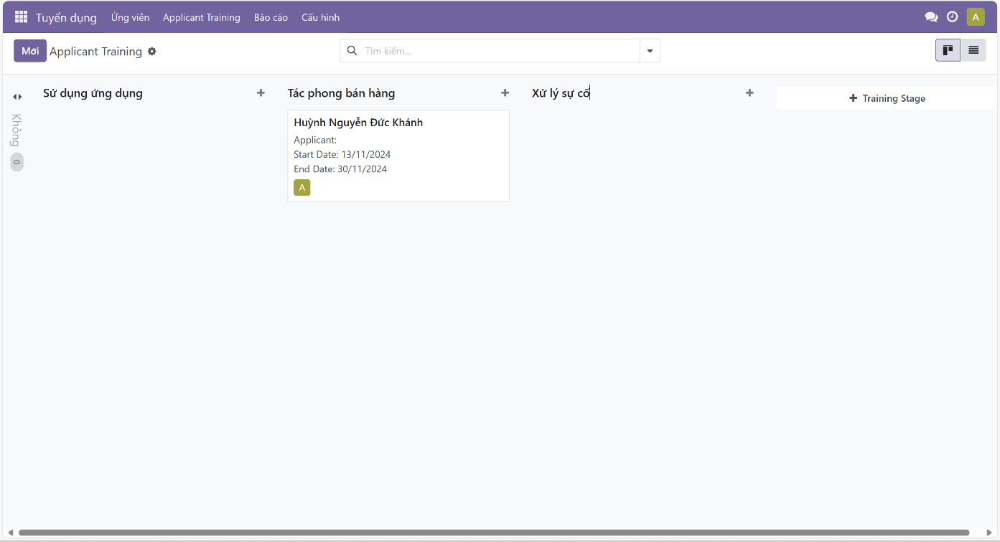 Tuyển dụng Ứng viên Applicant Training Báo cáo Cấu hình A
Mới Applicant Training Tìm kiếm...
Sử dụng ứng dụng
Tác phong bán hàng
Xử lý sự cố
Training Stage
Không
0
Huỳnh Nguyễn Đức Khánh
Applicant:
Start Date: 13/11/2024
End Date: 30/11/2024
A